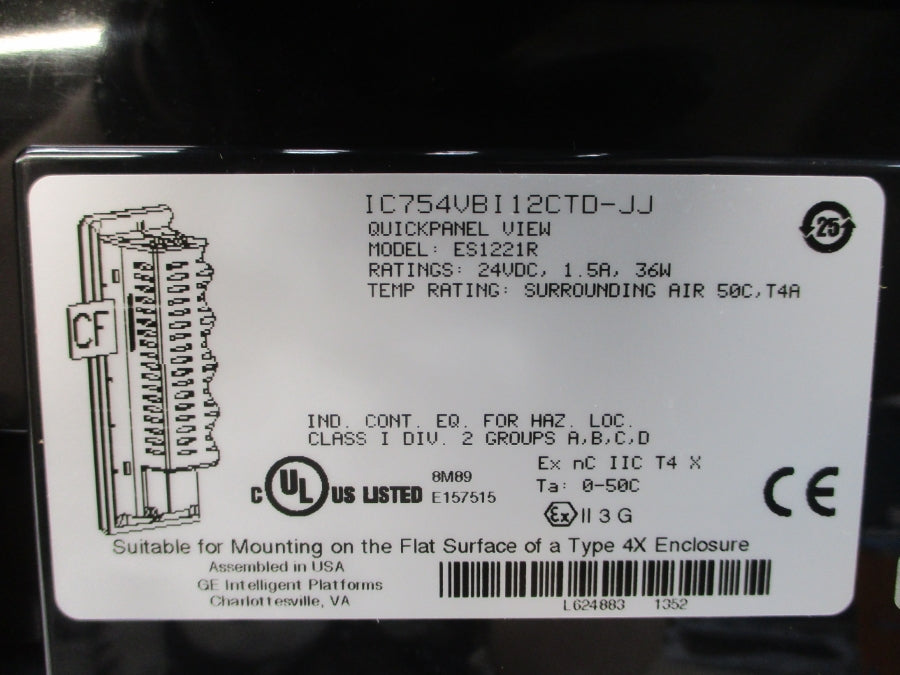 IC754VBI12CTD-JJ
QUICKPANEL VIEW
MODEL: ES1221R
RATINGS: 24VDC, 1.5A, 36W
TEMP RATING: SURROUNDING AIR 50C,T4A
25
CF
IND. CONT. EQ. FOR HAZ. LOC.
CLASS I DIV. 2 GROUPS A,B,C,D
C UL US LISTED
8M89
E157515
Ex nC IIC T4 X
Ta: 0-50C
Ex II 3 G
CE
Suitable for Mounting on the Flat Surface of a Type 4X Enclosure
Assembled in USA
GE Intelligent Platforms
Charlottesville, VA
L624883 1352